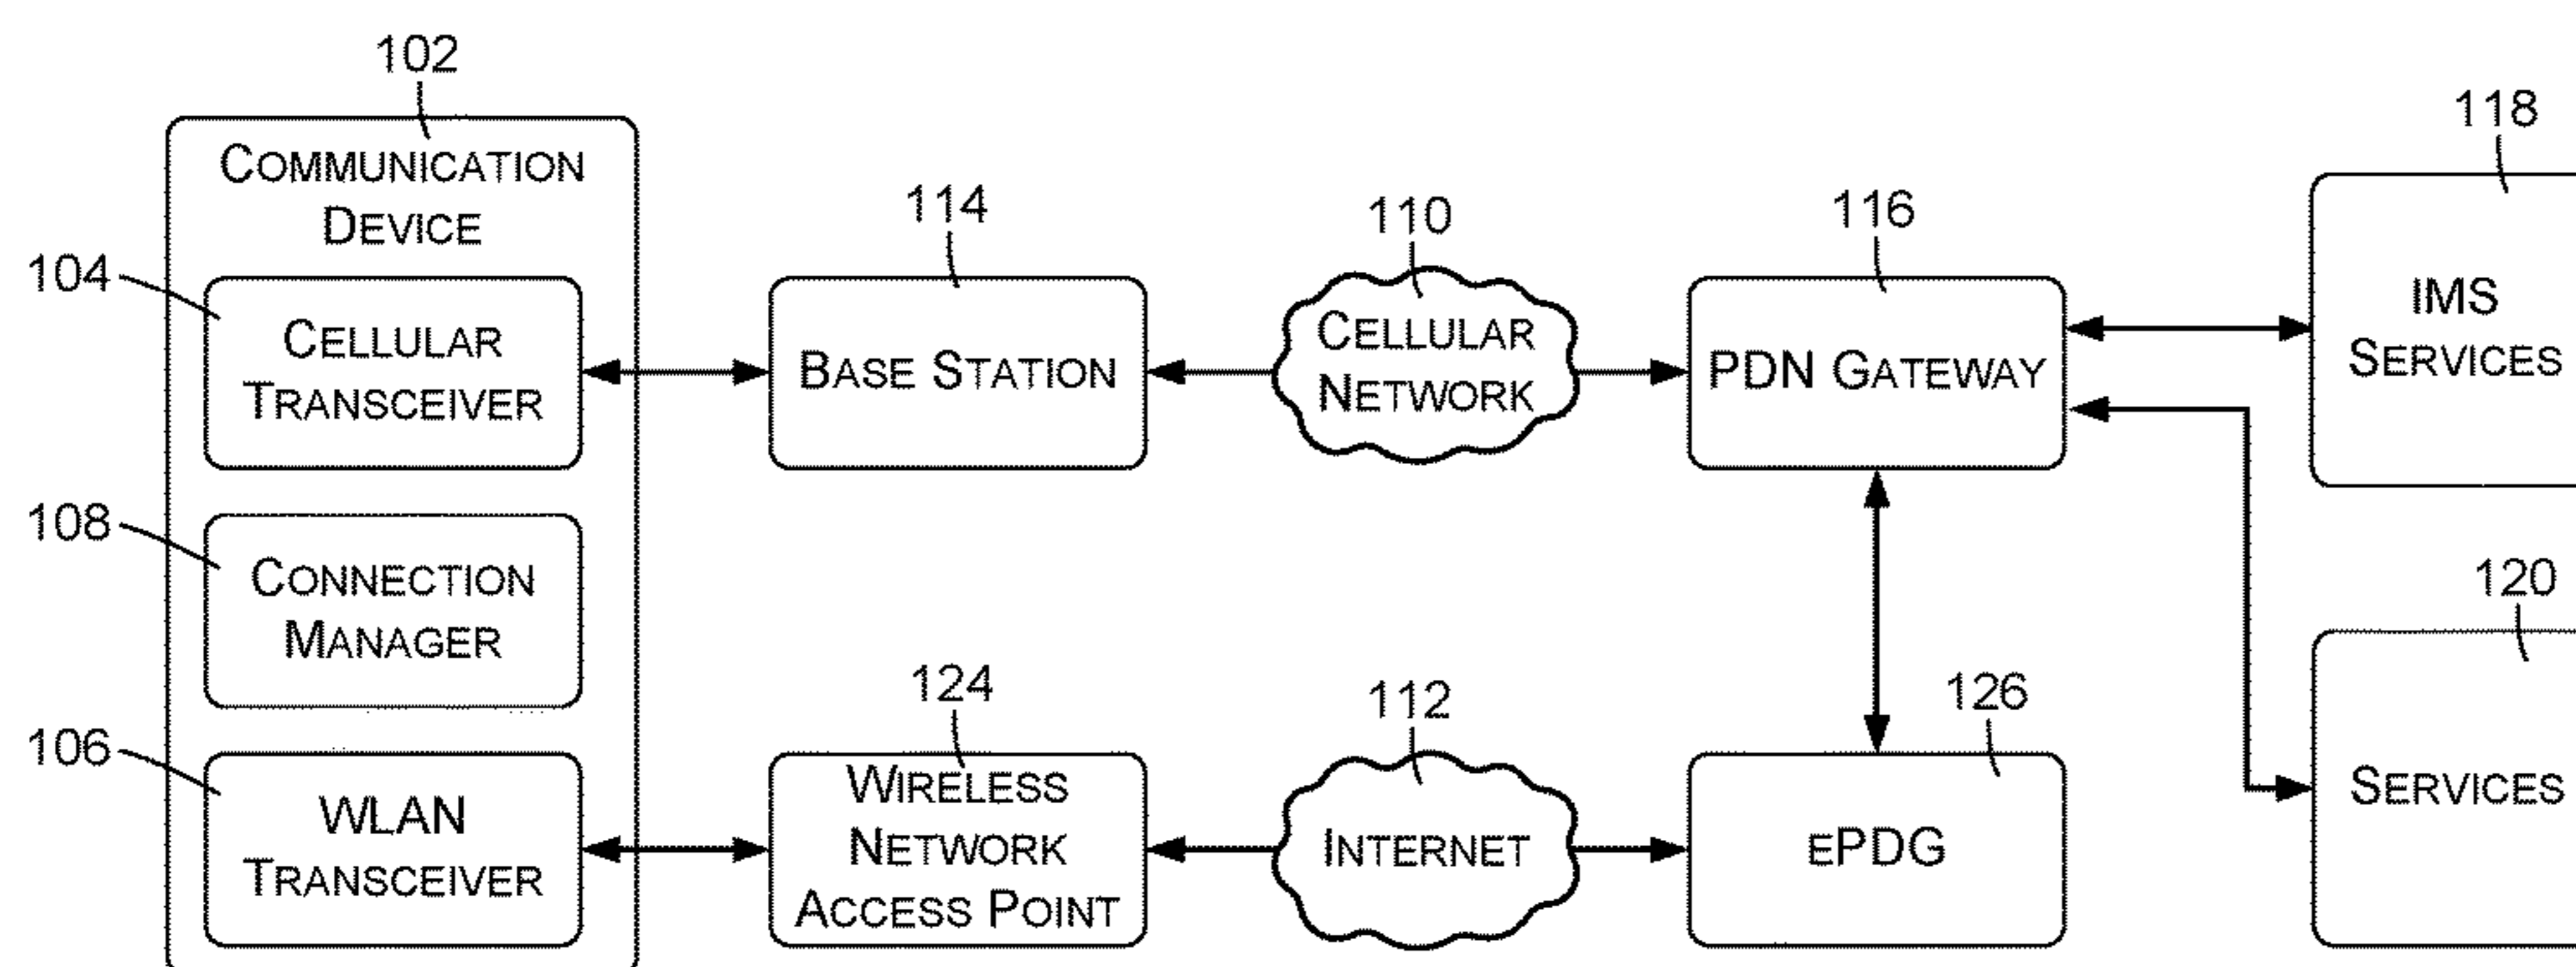 102
COMMUNICATION
DEVICE
104
CELLULAR
TRANSCEIVER
108
CONNECTION
MANAGER
106
WLAN
TRANSCEIVER
114
BASE STATION
124
WIRELESS
NETWORK
ACCESS POINT
110
CELLULAR
NETWORK
112
INTERNET
116
PDN GATEWAY
126
EPDG
118
IMS
SERVICES
120
SERVICES